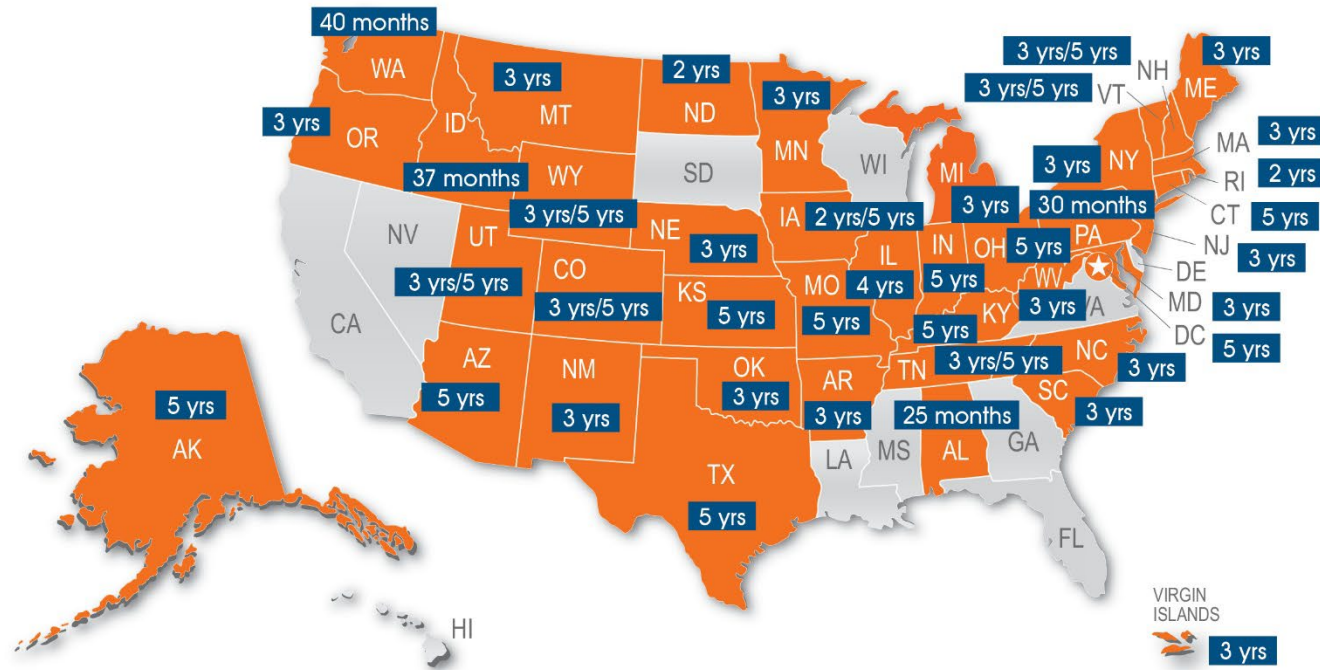 40 months
WA
3 yrs
OR
ID
3 yrs
MT
37 months
WY
3 yrs/5 yrs
2 yrs
ND
SD
3 yrs
MN
WI
MI
3 yrs
IA
2 yrs/5 yrs
NE
3 yrs
NV
UT
3 yrs/5 yrs
CO
3 yrs/5 yrs
CA
KS
5 yrs
MO
5 yrs
IL
4 yrs
IN
5 yrs
OH
5 yrs
KY
5 yrs
WV
3 yrs
VA
3 yrs/5 yrs
NH
3 yrs/5 yrs
VT
3 yrs
ME
3 yrs
NY
3 yrs
MA
2 yrs
RI
30 months
PA
CT
5 yrs
NJ
3 yrs
DE
MD
3 yrs
DC
5 yrs
AZ
5 yrs
NM
3 yrs
OK
3 yrs
AR
3 yrs
TN
3 yrs/5 yrs
NC
3 yrs
SC
3 yrs
25 months
AL
MS
GA
LA
FL
TX
5 yrs
5 yrs
AK
HI
VIRGIN
ISLANDS
3 yrs